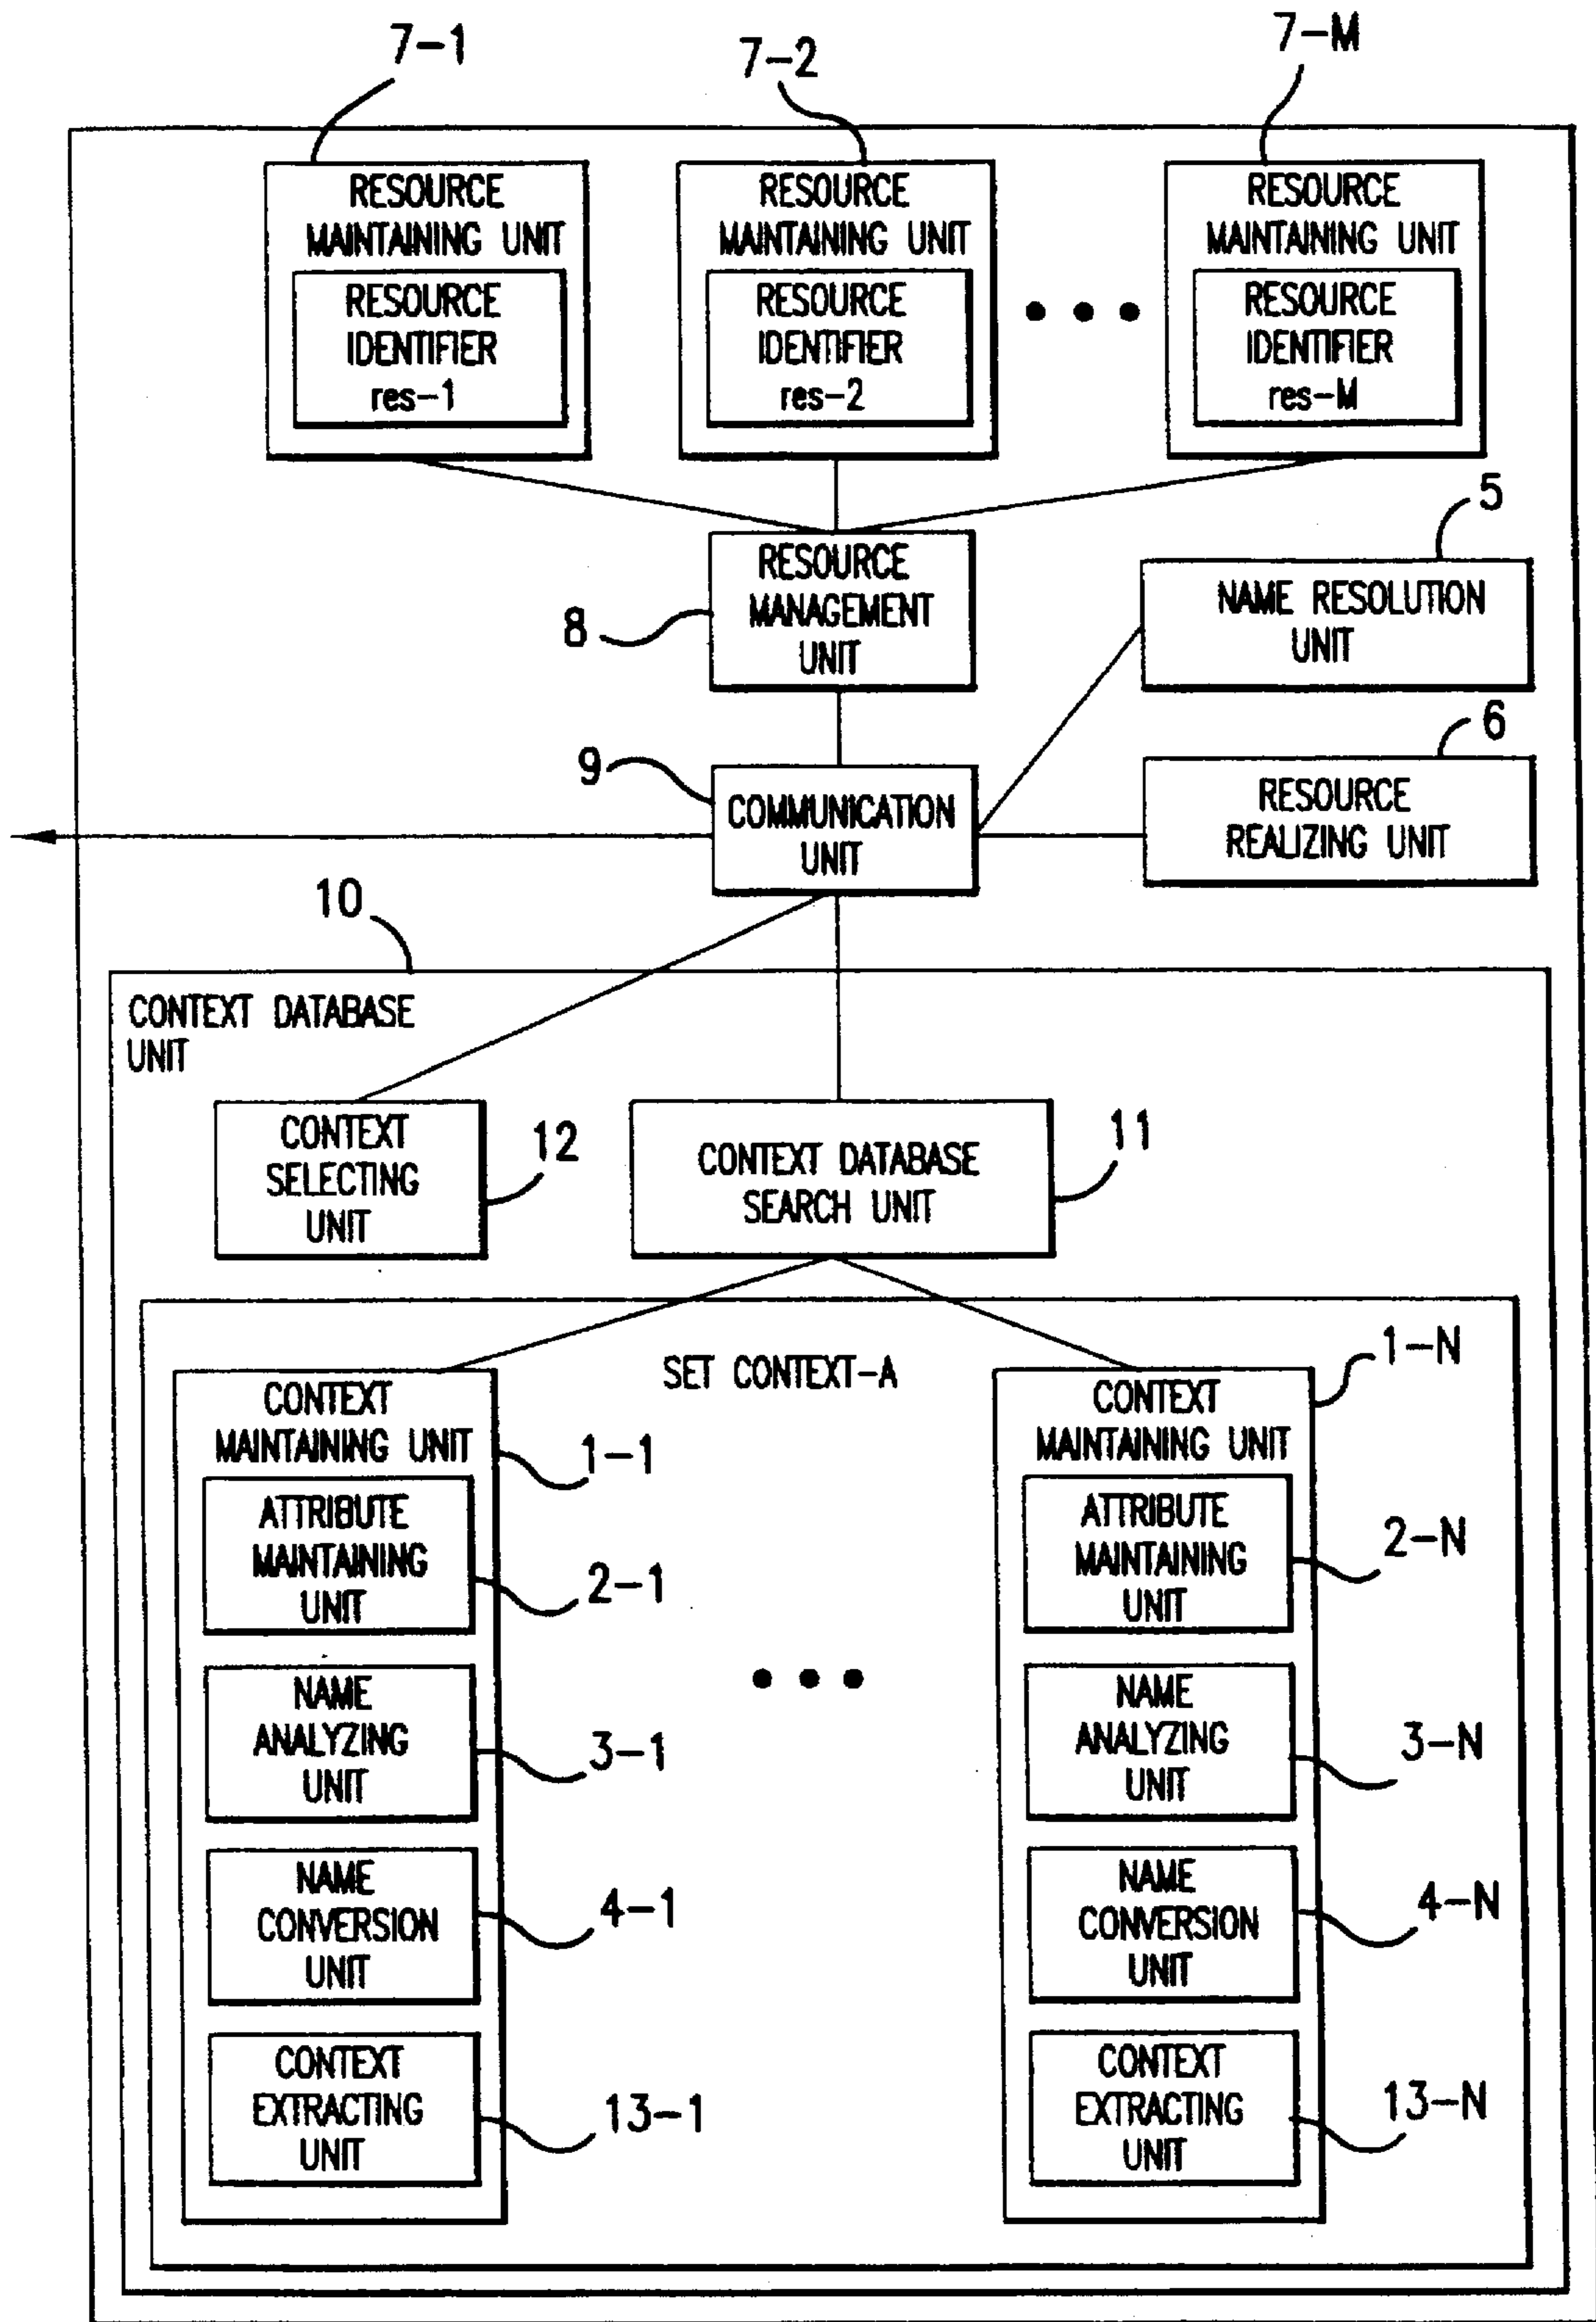 7-1
7-2
7-M
RESOURCE
MAINTAINING UNIT
RESOURCE
IDENTIFIER
res-1
RESOURCE
MAINTAINING UNIT
RESOURCE
IDENTIFIER
res-2
RESOURCE
MAINTAINING UNIT
RESOURCE
IDENTIFIER
res-M
RESOURCE
MANAGEMENT
UNIT
8
5
NAME RESOLUTION
UNIT
6
RESOURCE
REALIZING UNIT
9
COMMUNICATION
UNIT
10
CONTEXT DATABASE
UNIT
CONTEXT
SELECTING
UNIT
12
CONTEXT DATABASE
SEARCH UNIT
11
SET CONTEXT-A
CONTEXT
MAINTAINING UNIT
1-1
ATTRIBUTE
MAINTAINING
UNIT
2-1
NAME
ANALYZING
UNIT
3-1
NAME
CONVERSION
UNIT
4-1
CONTEXT
EXTRACTING
UNIT
13-1
CONTEXT
MAINTAINING UNIT
1-N
ATTRIBUTE
MAINTAINING
UNIT
2-N
NAME
ANALYZING
UNIT
3-N
NAME
CONVERSION
UNIT
4-N
CONTEXT
EXTRACTING
UNIT
13-N